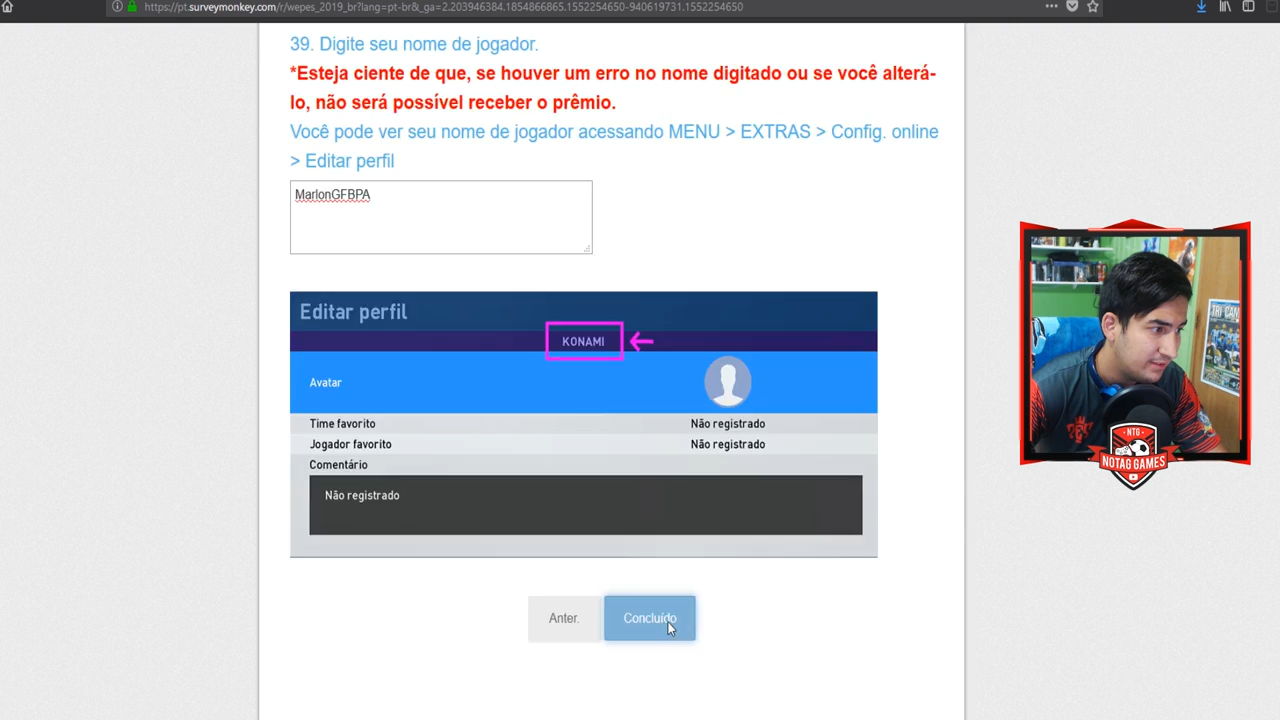 https://pt.surveymonkey.com/r/wepes_2019_br?lang=pt-br&_ga=2.203946384.1854866865.1552254650-940619731.1552254650
39. Digite seu nome de jogador.
*Esteja ciente de que, se houver um erro no nome digitado ou se você alterá-
lo, não será possível receber o prêmio.
Você pode ver seu nome de jogador acessando MENU > EXTRAS > Config. online
> Editar perfil
MarlonGFBPA
Editar perfil
KONAMI
Avatar
Time favorito Não registrado
Jogador favorito Não registrado
Comentário
Não registrado
Anter. Concluído
TRI CAM
NTG
NOTAG GAMES